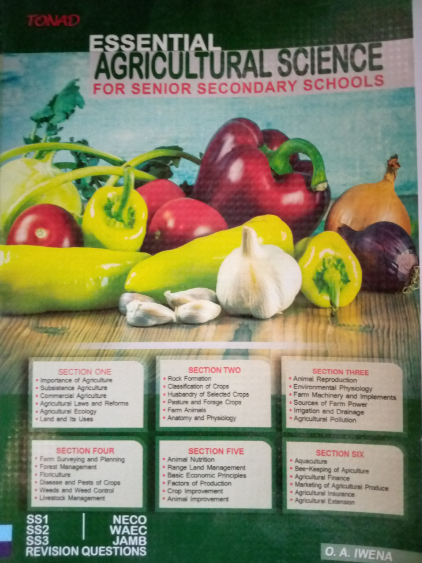 TONAD
ESSENTIAL
AGRICULTURAL SCIENCE
FOR SENIOR SECONDARY SCHOOLS
SECTION ONE
• Importance of Agriculture
• Subsistence Agriculture
• Commercial Agriculture
• Agricultural Laws and Reforms
• Agricultural Ecology
• Land and Its Uses
SECTION TWO
• Rock Formation
• Classification of Crops
• Husbandry of Selected Crops
• Pasture and Forage Crops
• Farm Animals
• Anatomy and Physiology
SECTION THREE
• Animal Reproduction
• Environmental Physiology
• Farm Machinery and Implements
• Sources of Farm Power
• Irrigation and Drainage
• Agricultural Pollution
SECTION FOUR
• Farm Surveying and Planning
• Forest Management
• Floriculture
• Disease and Pests of Crops
• Weeds and Weed Control
• Livestock Management
SECTION FIVE
• Animal Nutrition
• Range Land Management
• Basic Economic Principles
• Factors of Production
• Crop Improvement
• Animal Improvement
SECTION SIX
• Aquaculture
• Bee-Keeping of Apiculture
• Agricultural Finance
• Marketing of Agricultural Produce
• Agricultural Insurance
• Agricultural Extension
SS1 NECO
SS2 WAEC
SS3 JAMB
REVISION QUESTIONS
O. A. IWENA